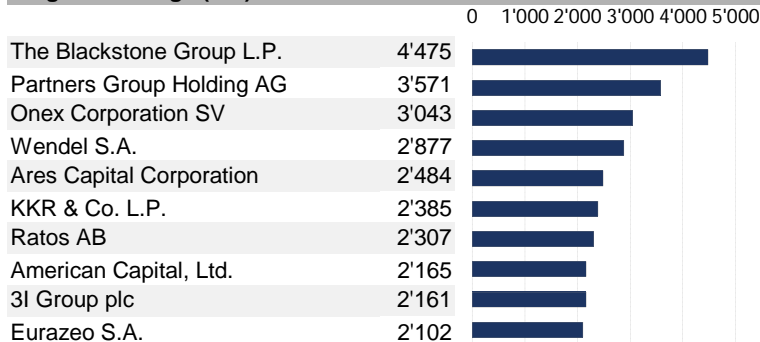 0 1'000 2'000 3'000 4'000 5'000
The Blackstone Group L.P. 4'475
Partners Group Holding AG 3'571
Onex Corporation SV 3'043
Wendel S.A. 2'877
Ares Capital Corporation 2'484
KKR & Co. L.P. 2'385
Ratos AB 2'307
American Capital, Ltd. 2'165
3I Group plc 2'161
Eurazeo S.A. 2'102